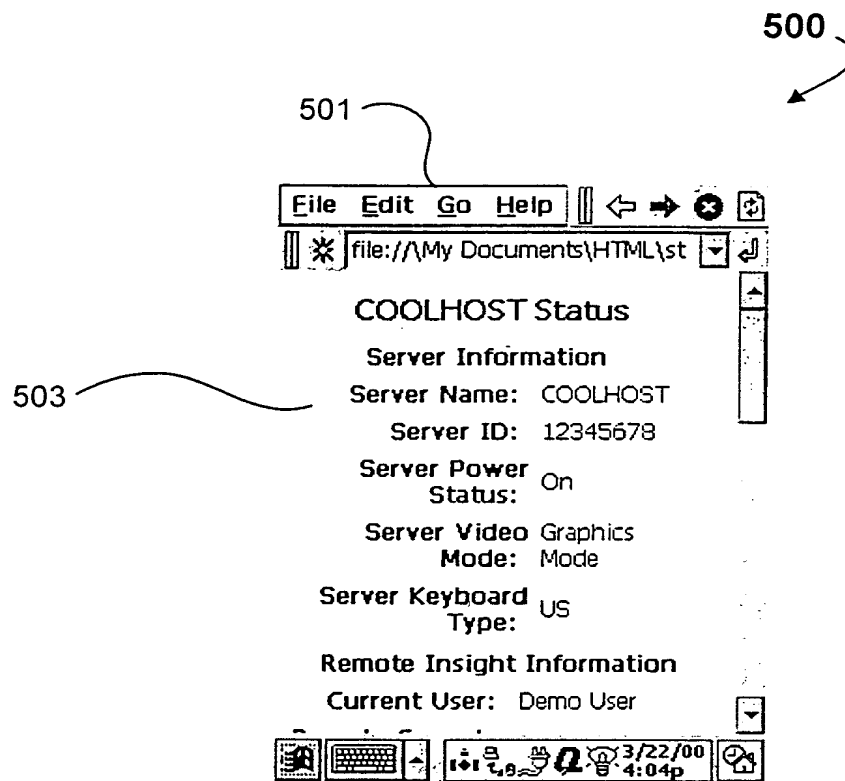 500
501
File Edit Go Help
file://\My Documents\HTML\st
COOLHOST Status
Server Information
503
Server Name: COOLHOST
Server ID: 12345678
Server Power
Status: On
Server Video Graphics
Mode: Mode
Server Keyboard
Type: US
Remote Insight Information
Current User: Demo User
3/22/00
4:04p